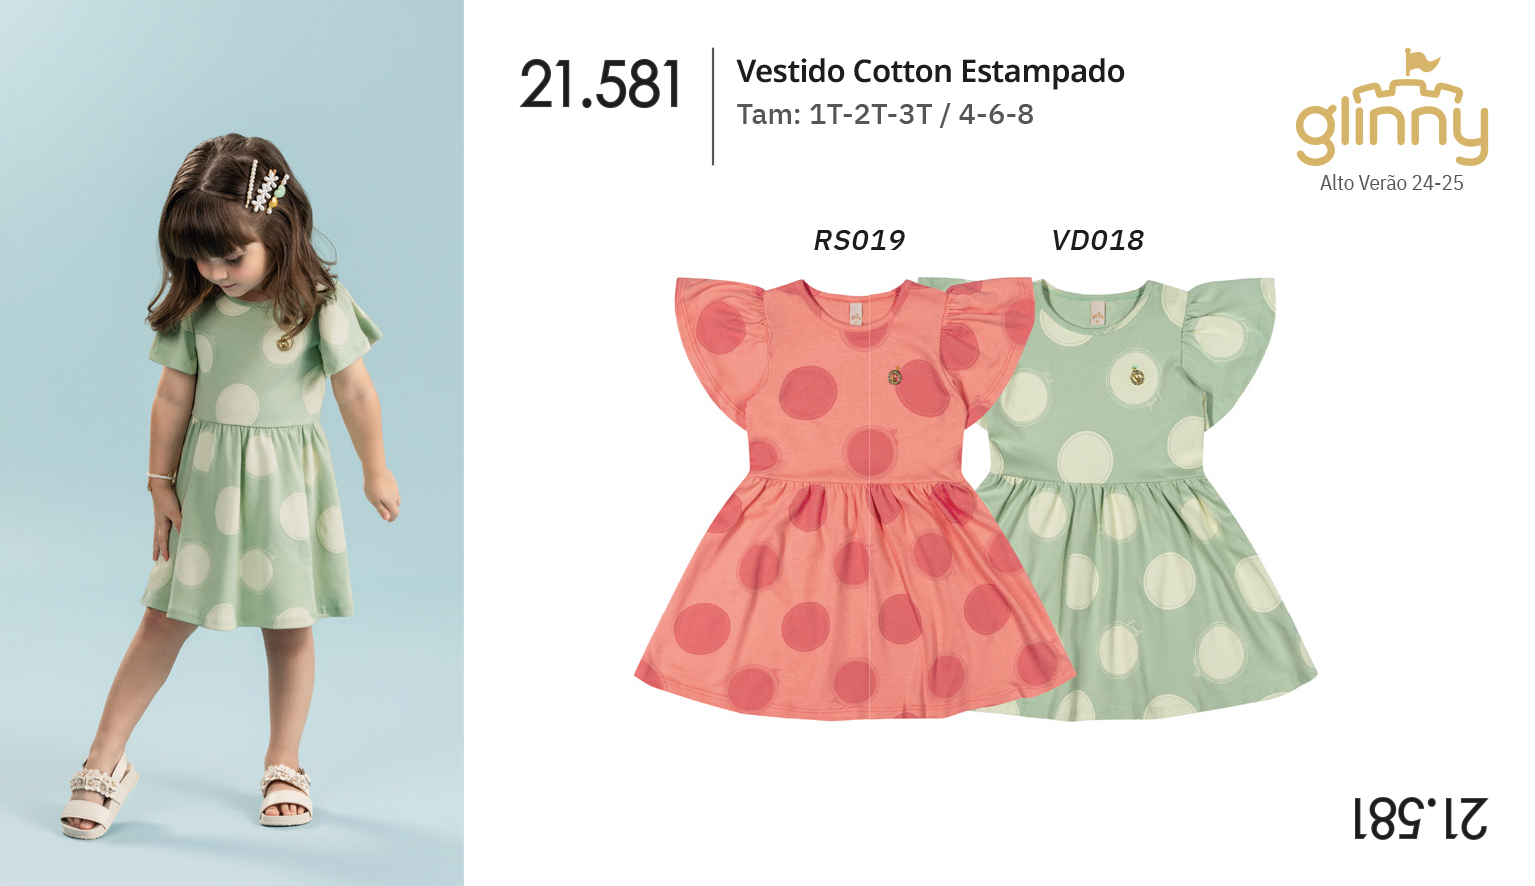 21.581
Vestido Cotton Estampado
Tam: 1T-2T-3T / 4-6-8
glinny
Alto Verão 24-25
RS019
VD018
21.581